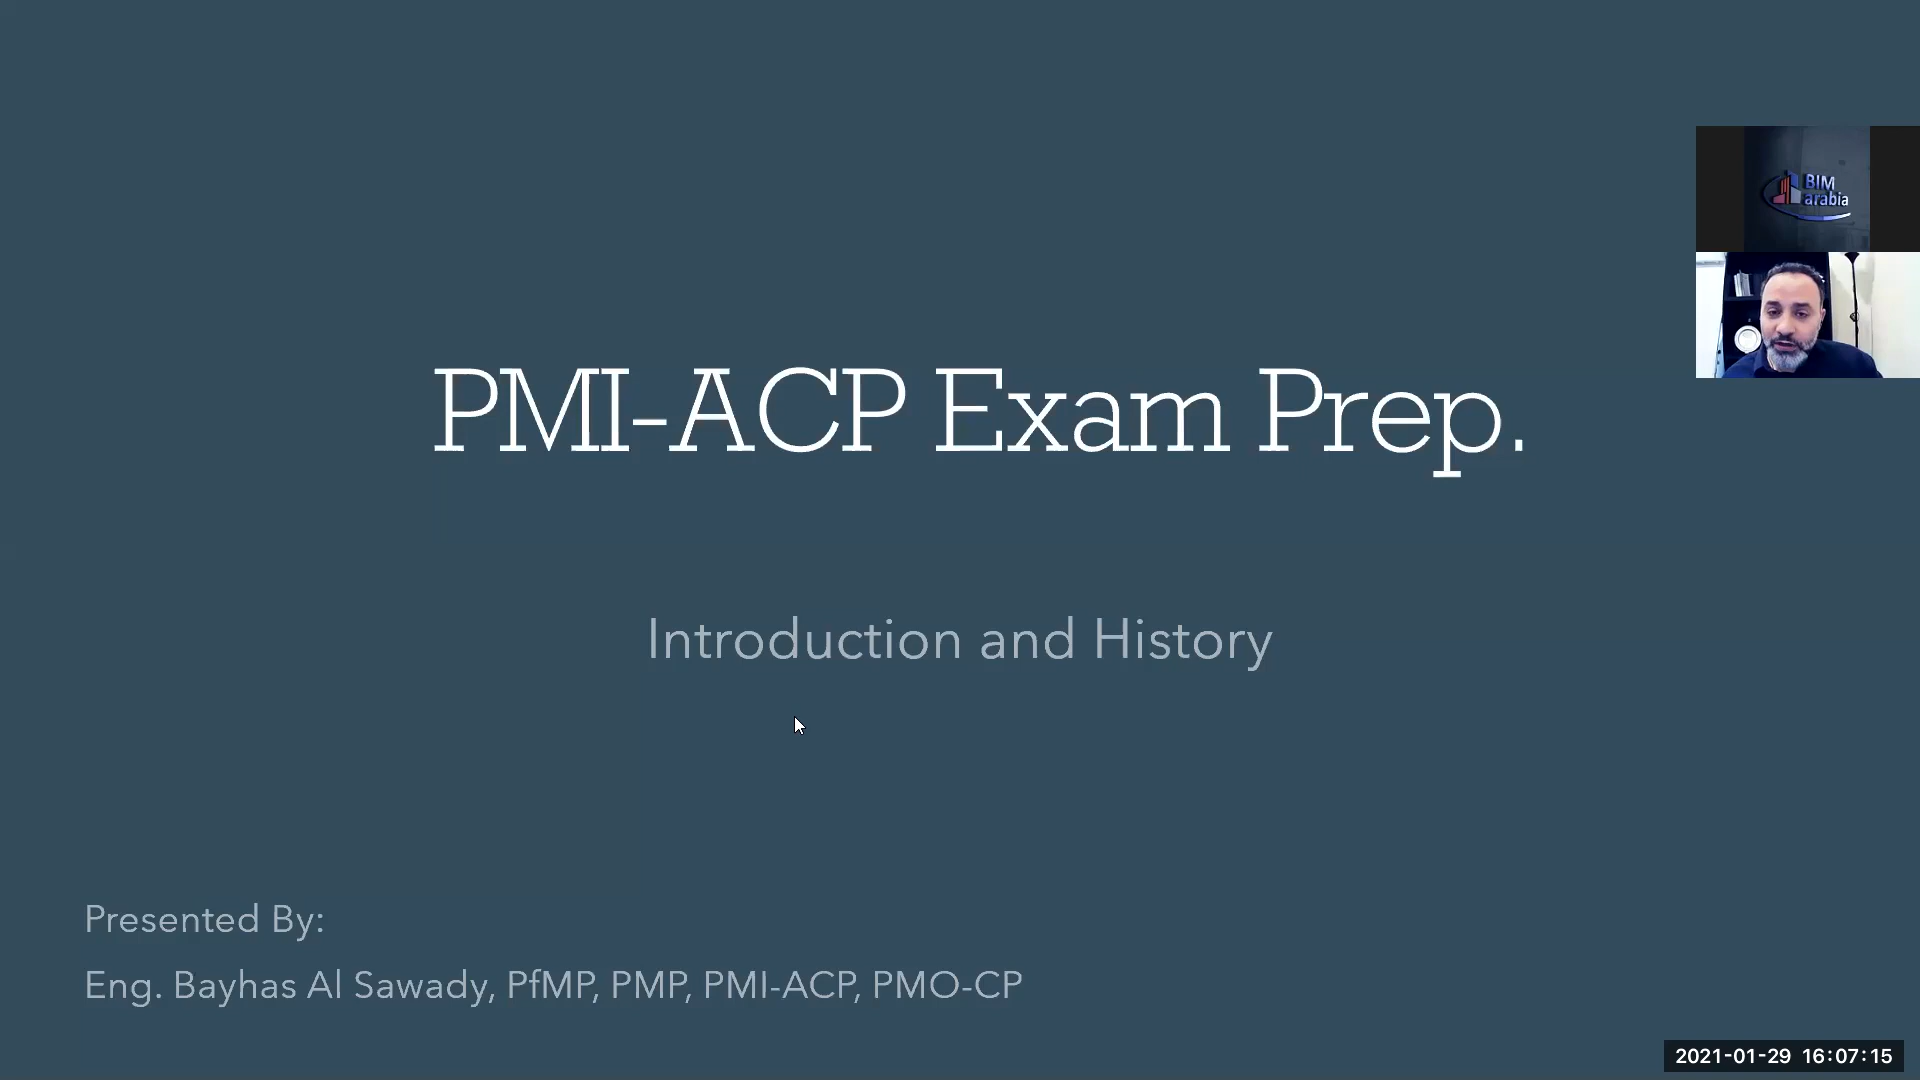 BIM
arabia
PMI-ACP Exam Prep.
Introduction and History
Presented By:
Eng. Bayhas Al Sawady, PfMP, PMP, PMI-ACP, PMO-CP
2021-01-29 16:07:15